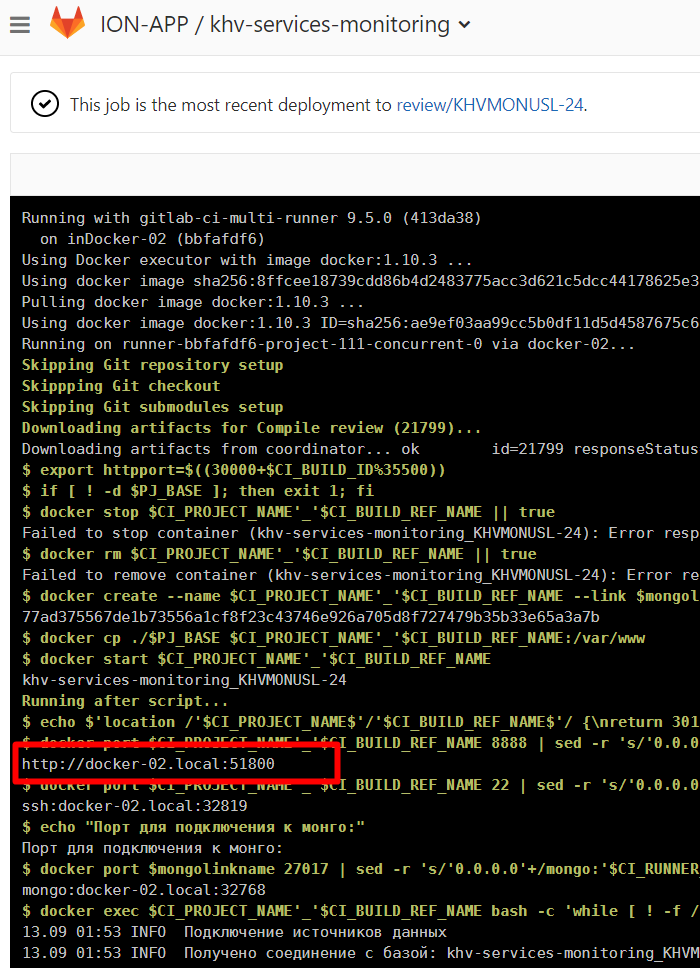 ION-APP / khv-services-monitoring
This job is the most recent deployment to review/KHVMONUSL-24.
Running with gitlab-ci-multi-runner 9.5.0 (413da38)
on inDocker-02 (bbfafdf6)
Using Docker executor with image docker:1.10.3 ...
Using docker image sha256:8ffcee18739cdd86b4d2483775acc3d621c5dcc44178625e3
Pulling docker image docker:1.10.3 ...
Using docker image docker:1.10.3 ID=sha256:ae9ef03aa99cc5b0df11d5d4587675c6
Running on runner-bbfafdf6-project-111-concurrent-0 via docker-02...
Skipping Git repository setup
Skippping Git checkout
Skipping Git submodules setup
Downloading artifacts for Compile review (21799)...
Downloading artifacts from coordinator... ok id=21799 responseStatus
$ export httpport=$((30000+$CI_BUILD_ID%35500))
$ if [ ! -d $PJ_BASE ]; then exit 1; fi
$ docker stop $CI_PROJECT_NAME'_'$CI_BUILD_REF_NAME || true
Failed to stop container (khv-services-monitoring_KHVMONUSL-24): Error resp
$ docker rm $CI_PROJECT_NAME'_'$CI_BUILD_REF_NAME || true
Failed to remove container (khv-services-monitoring_KHVMONUSL-24): Error re
$ docker create --name $CI_PROJECT_NAME'_'$CI_BUILD_REF_NAME --link $mongol
77ad375567de1b73556a1cf8f23c43746e926a705d8f727479b35b33e65a3a7b
$ docker cp ./$PJ_BASE $CI_PROJECT_NAME'_'$CI_BUILD_REF_NAME:/var/www
$ docker start $CI_PROJECT_NAME'_'$CI_BUILD_REF_NAME
khv-services-monitoring_KHVMONUSL-24
Running after script...
$ echo $'location /'$CI_PROJECT_NAME$'/'$CI_BUILD_REF_NAME$'/ {\nreturn 301
$ docker port $CI_PROJECT_NAME'_'$CI_BUILD_REF_NAME 8888 | sed -r 's/'0.0.0
http://docker-02.local:51800
$ docker port $CI_PROJECT_NAME'_'$CI_BUILD_REF_NAME 22 | sed -r 's/'0.0.0.
ssh:docker-02.local:32819
$ echo "Порт для подключения к монго:"
Порт для подключения к монго:
$ docker port $mongolinkname 27017 | sed -r 's/'0.0.0.0'+/mongo:'$CI_RUNNER_
mongo:docker-02.local:32768
$ docker exec $CI_PROJECT_NAME'_'$CI_BUILD_REF_NAME bash -c 'while [ ! -f /
13.09 01:53 INFO Подключение источников данных
13.09 01:53 INFO Получено соединение с базой: khv-services-monitoring_KHVM